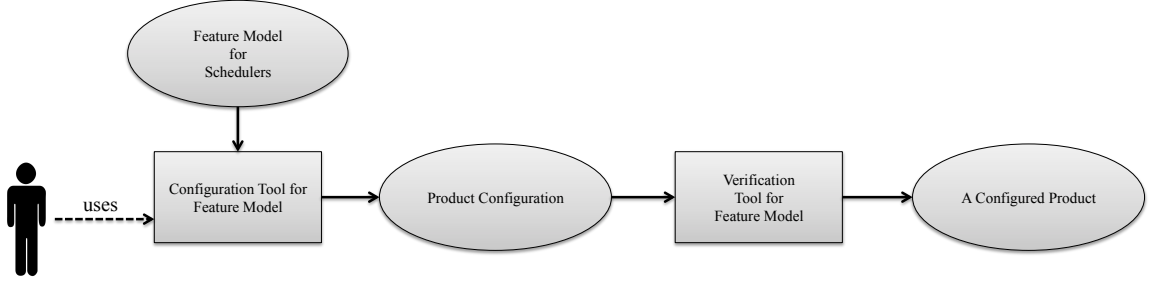 Feature Model
for
Schedulers
uses
Configuration Tool for
Feature Model
Product Configuration
Verification
Tool for
Feature Model
A Configured Product